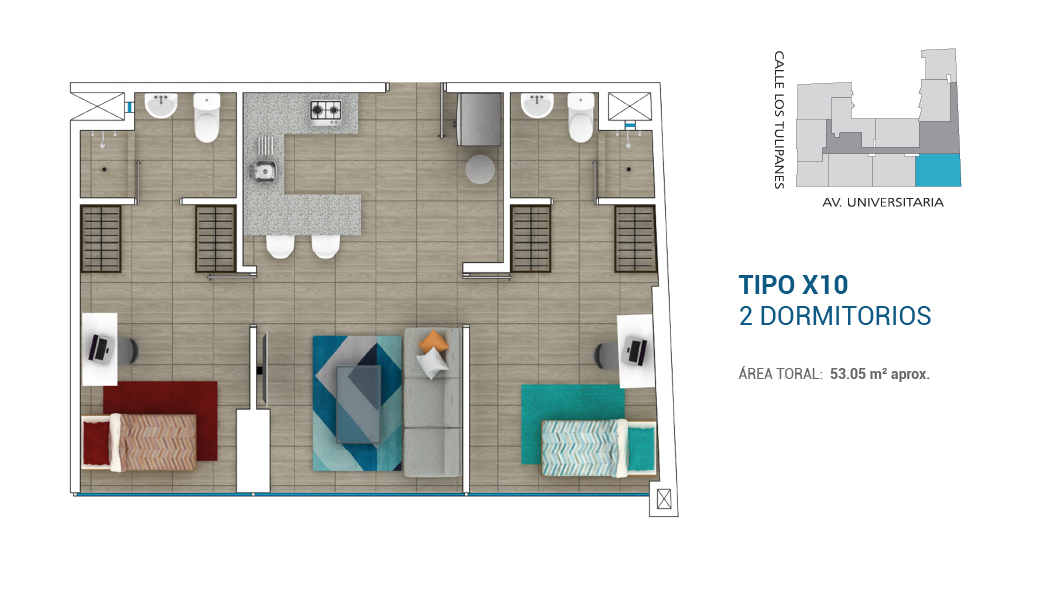 CALLE LOS TULIPANES
AV. UNIVERSITARIA
TIPO X10
2 DORMITORIOS
ÁREA TORAL: 53.05 m² aprox.